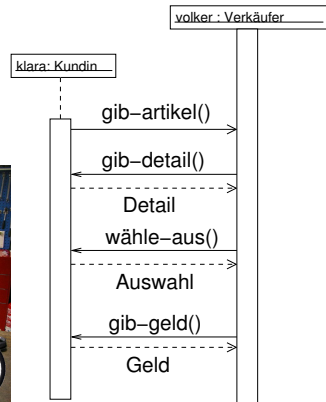 volker : Verkäufer
klara: Kundin
gib–artikel()
gib–detail()
Detail
wähle–aus()
Auswahl
gib–geld()
Geld